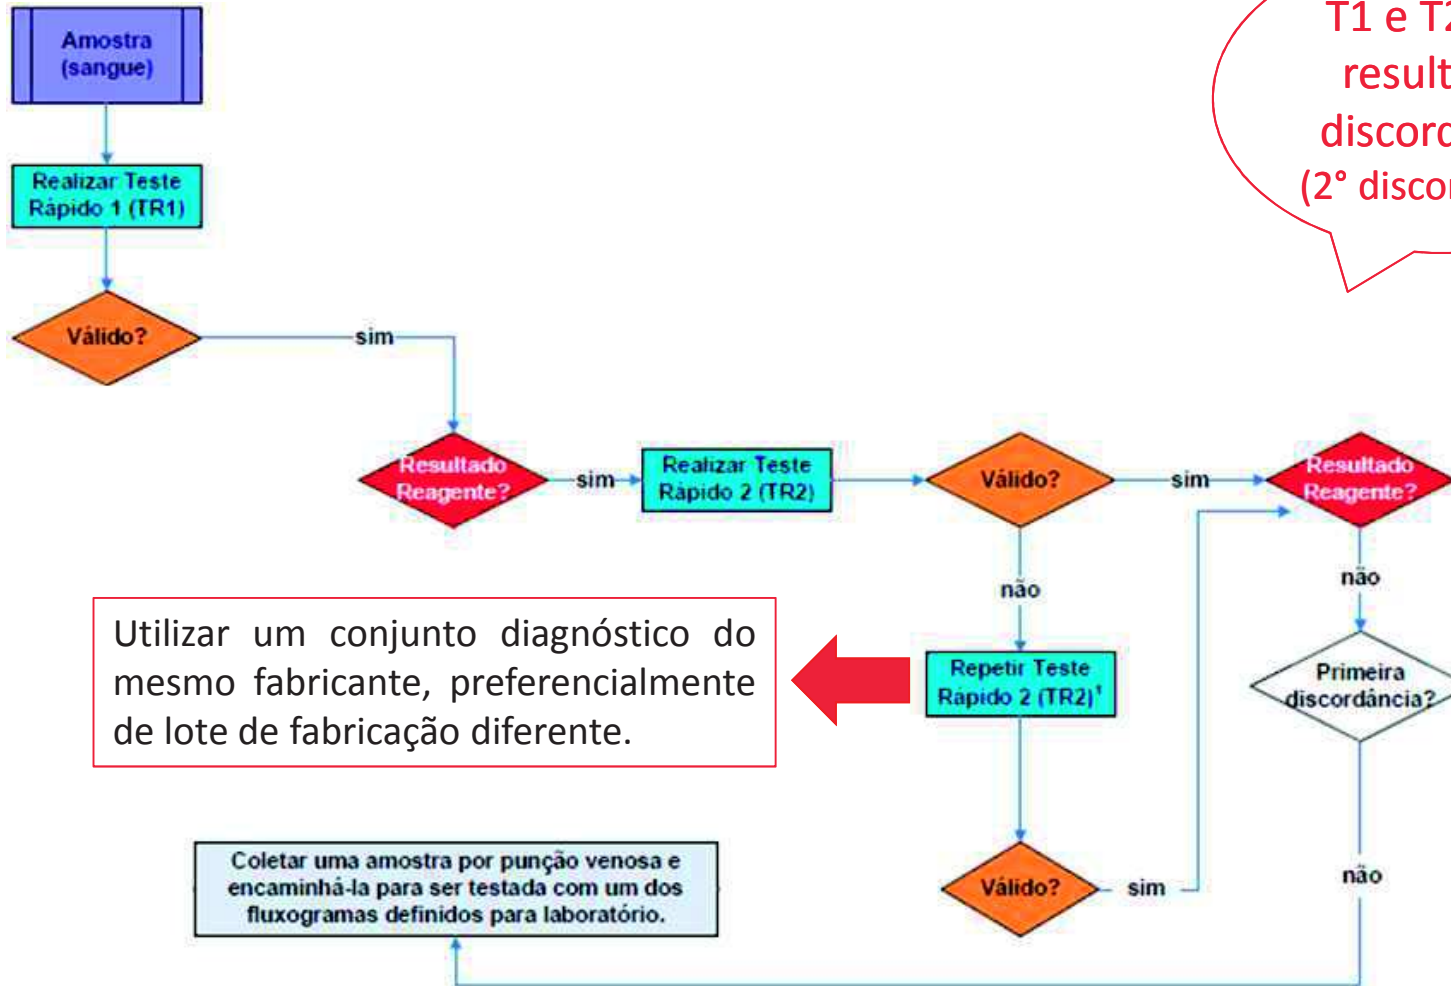 Amostra
(sangue)
T1 e T2
result
discord
(2° discor
Realizar Teste
Rápido 1 (TR1)
Válido?
sim
Resultado
Reagente?
sim
Realizar Teste
Rápido 2 (TR2)
Válido?
sim
Resultado
Reagente?
não
não
Utilizar um conjunto diagnóstico do
mesmo fabricante, preferencialmente
de lote de fabricação diferente.
Repetir Teste
Rápido 2 (TR2)¹
Primeira
discordância?
Coletar uma amostra por punção venosa e
encaminhá-la para ser testada com um dos
fluxogramas definidos para laboratório.
Válido?
sim
não